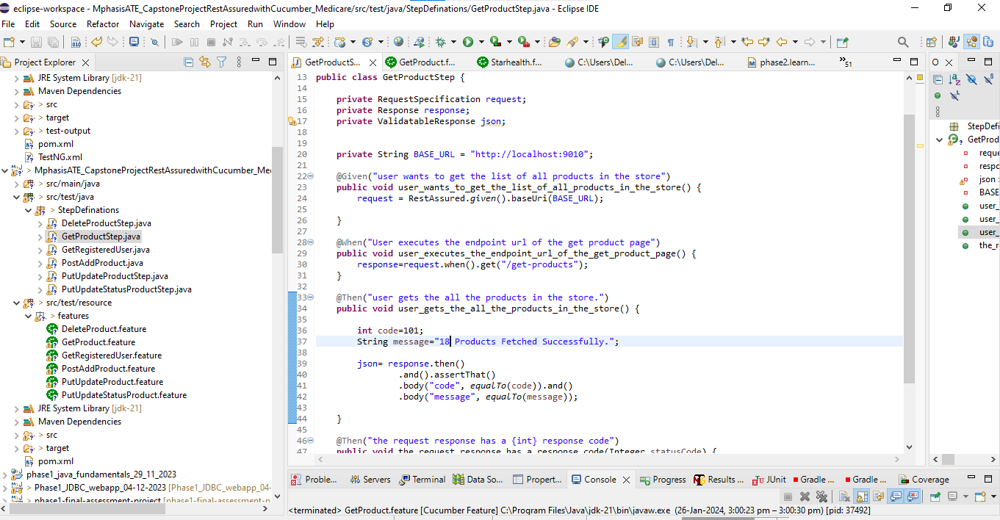 eclipse-workspace - MphasisATE_CapstoneProjectRestAssuredwithCucumber_Medicare/src/test/java/StepDefinations/GetProductStep.java - Eclipse IDE
File Edit Source Refactor Navigate Search Project Run Window Help
Project Explorer
JRE System Library [jdk-21]
Maven Dependencies
> src
> target
> test-output
pom.xml
TestNG.xml
> MphasisATE_CapstoneProjectRestAssuredwithCucumber_Med
> src/main/java
> src/test/java
> StepDefinations
DeleteProductStep.java
GetProductStep.java
GetRegisteredUser.java
PostAddProduct.java
PutUpdateProductStep.java
PutUpdateStatusProductStep.java
> src/test/resource
> features
DeleteProduct.feature
GetProduct.feature
GetRegisteredUser.feature
PostAddProduct.feature
PutUpdateProduct.feature
PutUpdateStatusProduct.feature
JRE System Library [jdk-21]
Maven Dependencies
> src
> target
pom.xml
phase1_java_fundamentals_29_11_2023
> Phase1_JDBC_webapp_04-12-2023 [Phase1_JDBC_webapp_04-
> phase1-final-assessment-project [phase1-final-assessment-p
GetProductS... GetProduct.f... Starhealth.f... C:\Users\Del... C:\Users\Del... phase2.learn... »51
13 public class GetProductStep {
14
15 private RequestSpecification request;
16 private Response response;
17 private ValidatableResponse json;
18
19
20 private String BASE_URL = "http://localhost:9010";
21
22 @Given("user wants to get the list of all products in the store")
23 public void user_wants_to_get_the_list_of_all_products_in_the_store() {
24 request = RestAssured.given().baseUri(BASE_URL);
25
26 }
27
28 @When("User executes the endpoint url of the get product page")
29 public void user_executes_the_endpoint_url_of_the_get_product_page() {
30 response=request.when().get("/get-products");
31 }
32
33 @Then("user gets the all the products in the store.")
34 public void user_gets_the_all_the_products_in_the_store() {
35
36 int code=101;
37 String message="18 Products Fetched Successfully.";
38
39 json= response.then()
40 .and().assertThat()
41 .body("code", equalTo(code)).and()
42 .body("message", equalTo(message));
43
44 }
45
46 @Then("the request response has a {int} response code")
47 public void the request response has a response code(Integer statusCode) {
O
StepDefi
GetProd
reque
respo
json :
BASE
user_
user_
user_
the_r
Proble... Servers Terminal Data So... Propert... Console Progress Results ... JUnit Gradle ... Gradle ... Coverage
<terminated> GetProduct.feature [Cucumber Feature] C:\Program Files\Java\jdk-21\bin\javaw.exe (26-Jan-2024, 3:00:23 pm – 3:00:30 pm) [pid: 37492]